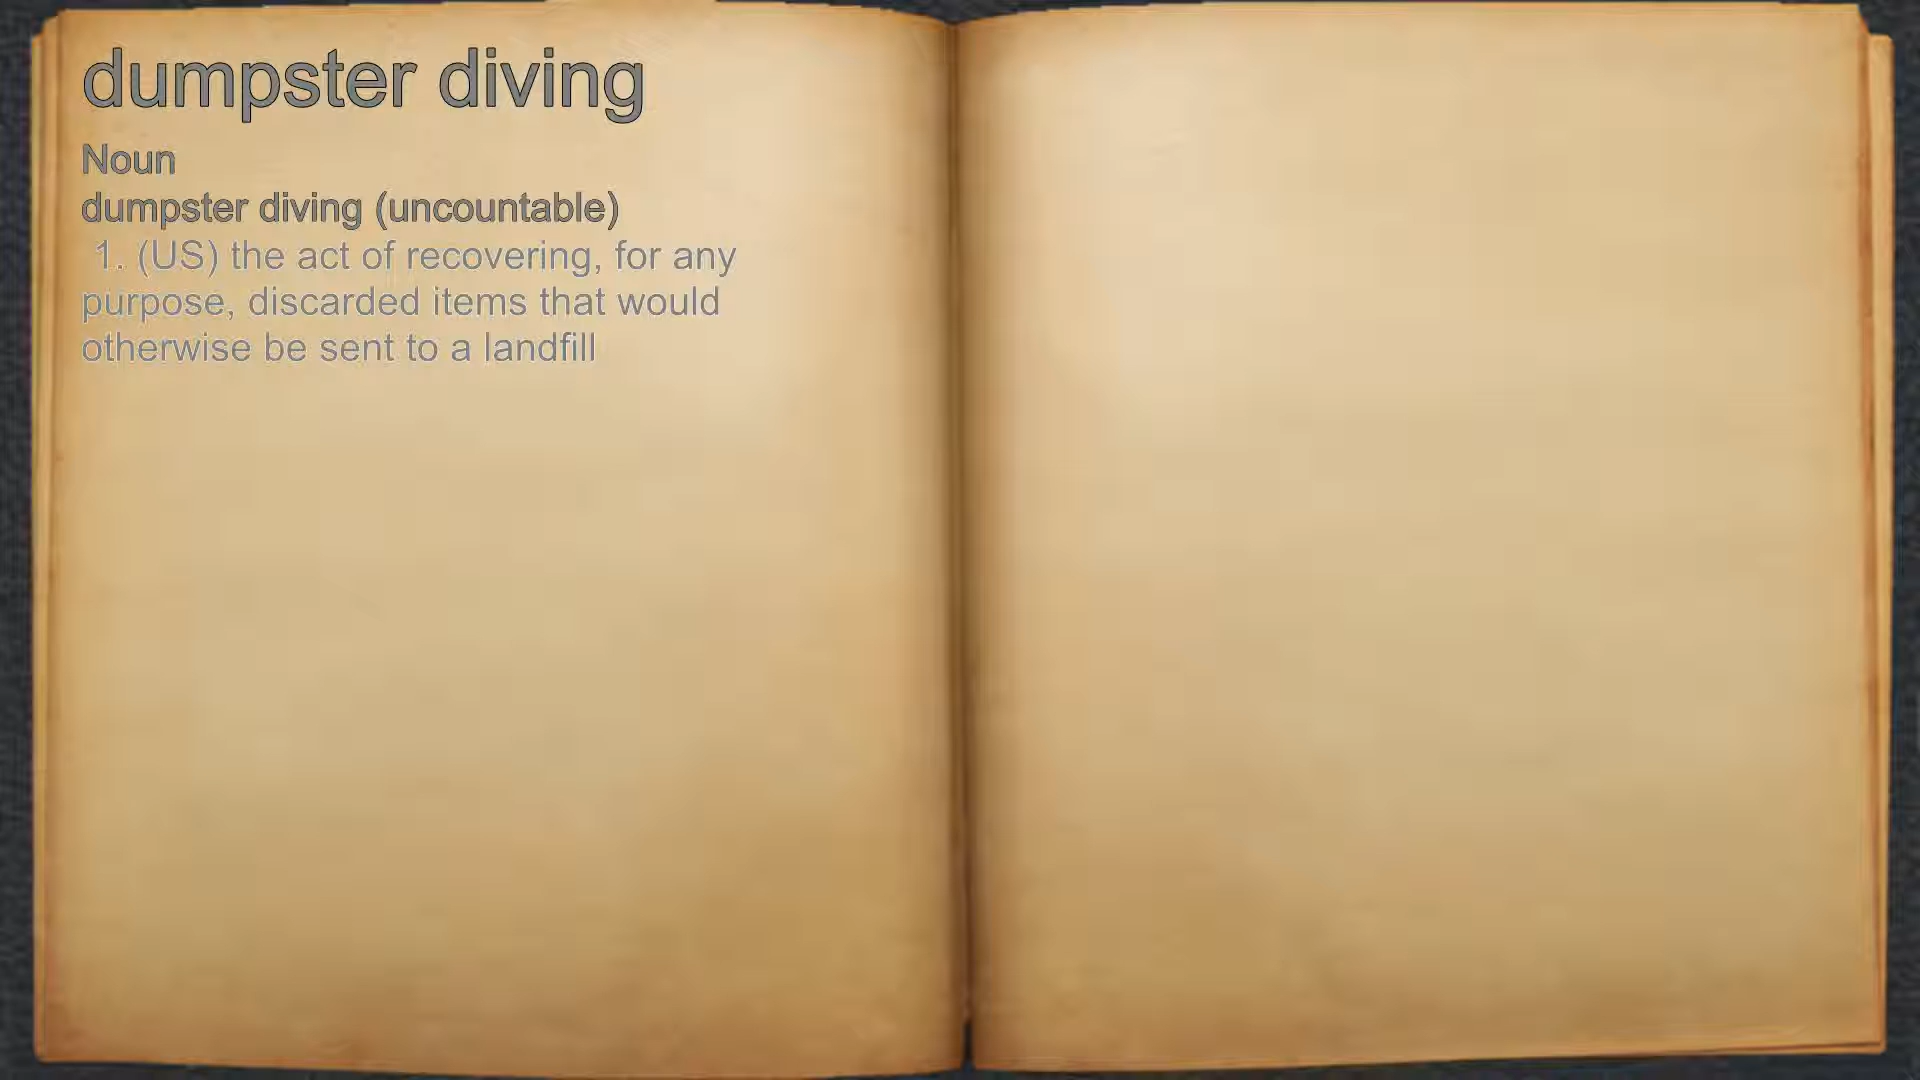 dumpster diving
Noun
dumpster diving (uncountable)
1. (US) the act of recovering, for any
purpose, discarded items that would
otherwise be sent to a landfill